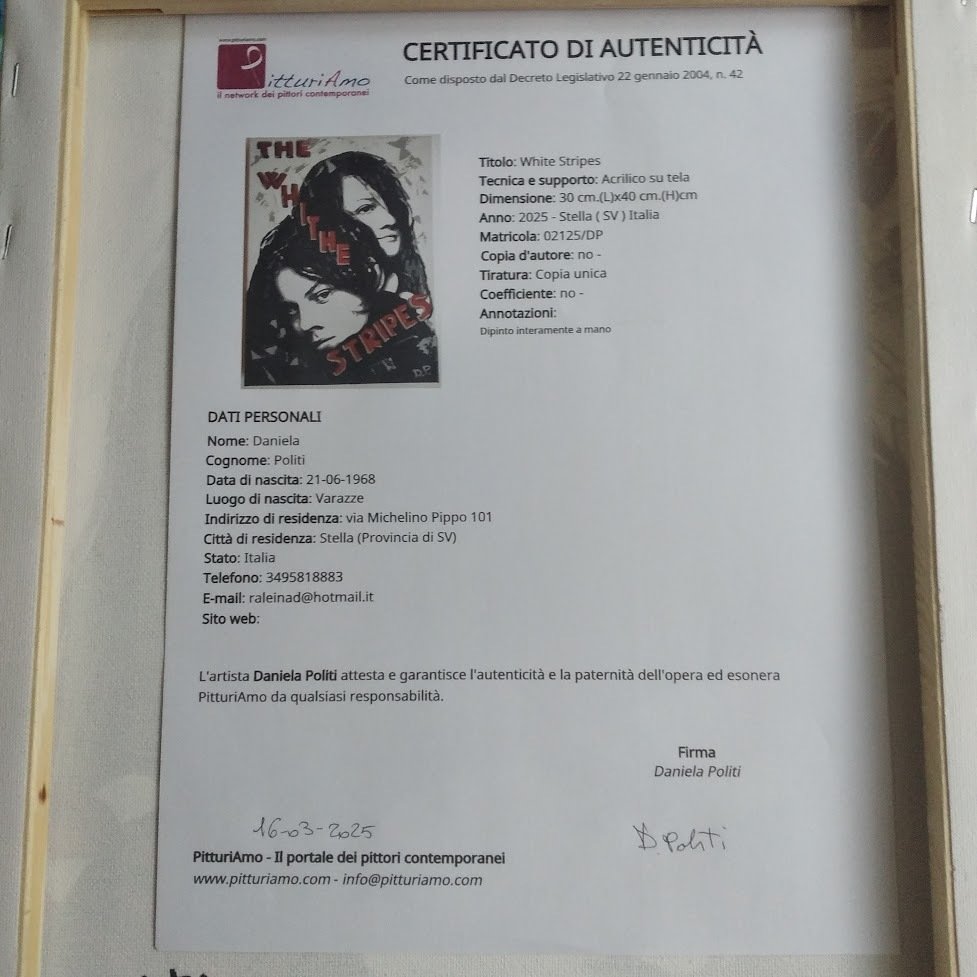 www.pitturiamo.com
PitturiAmo
il network dei pittori contemporanei
CERTIFICATO DI AUTENTICITÀ
Come disposto dal Decreto Legislativo 22 gennaio 2004, n. 42
THE
WHITHE
STRIPES
DP
Titolo: White Stripes
Tecnica e supporto: Acrilico su tela
Dimensione: 30 cm.(L)x40 cm.(H)cm
Anno: 2025 - Stella ( SV ) Italia
Matricola: 02125/DP
Copia d'autore: no -
Tiratura: Copia unica
Coefficiente: no -
Annotazioni:
Dipinto interamente a mano
DATI PERSONALI
Nome: Daniela
Cognome: Politi
Data di nascita: 21-06-1968
Luogo di nascita: Varazze
Indirizzo di residenza: via Michelino Pippo 101
Città di residenza: Stella (Provincia di SV)
Stato: Italia
Telefono: 3495818883
E-mail: raleinad@hotmail.it
Sito web:
L'artista Daniela Politi attesta e garantisce l'autenticità e la paternità dell'opera ed esonera
PitturiAmo da qualsiasi responsabilità.
Firma
Daniela Politi
16-03-2025
D. Politi
PitturiAmo - Il portale dei pittori contemporanei
www.pitturiamo.com - info@pitturiamo.com